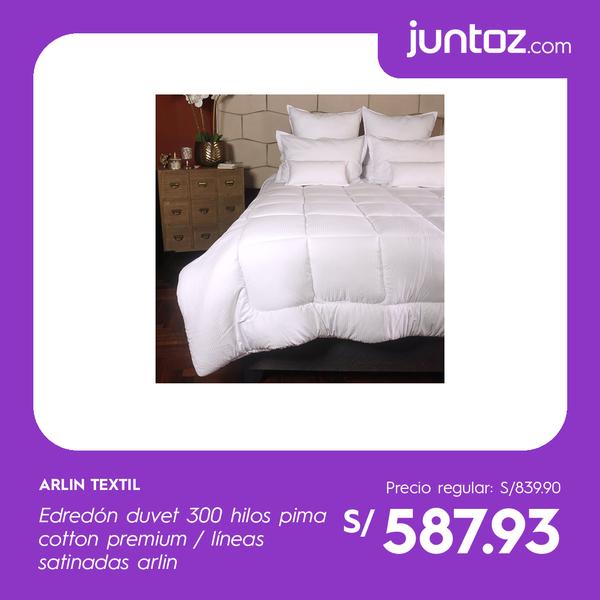 juntoz.com
ARLIN TEXTIL
Precio regular: S/839.90
Edredón duvet 300 hilos pima
cotton premium / líneas
satinadas arlin
S/ 587.93